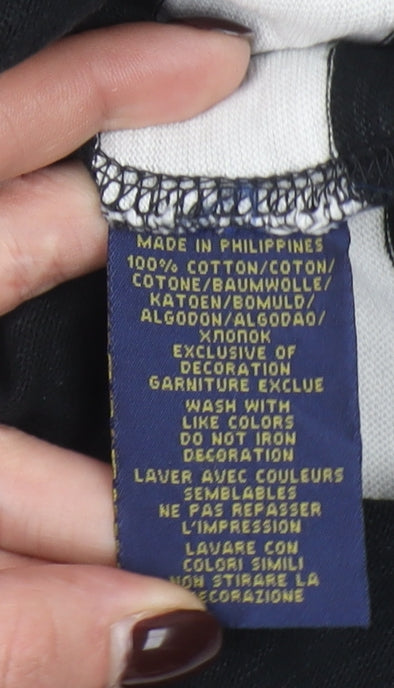 MADE IN PHILIPPINES
100% COTTON/COTON/
COTONE/BAUMWOLLE/
KATOEN/BOMULD/
ALGODON/ALGODAO/
ХЛОПОК
EXCLUSIVE OF
DECORATION
GARNITURE EXCLUE
WASH WITH
LIKE COLORS
DO NOT IRON
DECORATION
LAVER AVEC COULEURS
SEMBLABLES
NE PAS REPASSER
L'IMPRESSION
LAVARE CON
COLORI SIMILI
NON STIRARE LA
DECORAZIONE